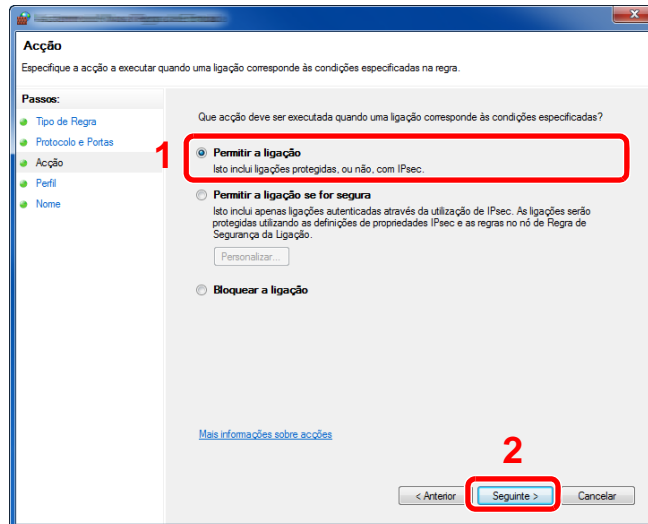 Acção
Especifique a acção a executar quando uma ligação corresponde às condições especificadas na regra.
Passos:
Tipo de Regra
Protocolo e Portas
Acção
Perfil
Nome
Que acção deve ser executada quando uma ligação corresponde às condições especificadas?
1
Permitir a ligação
Isto inclui ligações protegidas, ou não, com IPsec.
Permitir a ligação se for segura
Isto inclui apenas ligações autenticadas através da utilização de IPsec. As ligações serão
protegidas utilizando as definições de propriedades IPsec e as regras no nó de Regra de
Segurança da Ligação.
Personalizar...
Bloquear a ligação
Mais informações sobre acções
2
< Anterior
Seguinte >
Cancelar